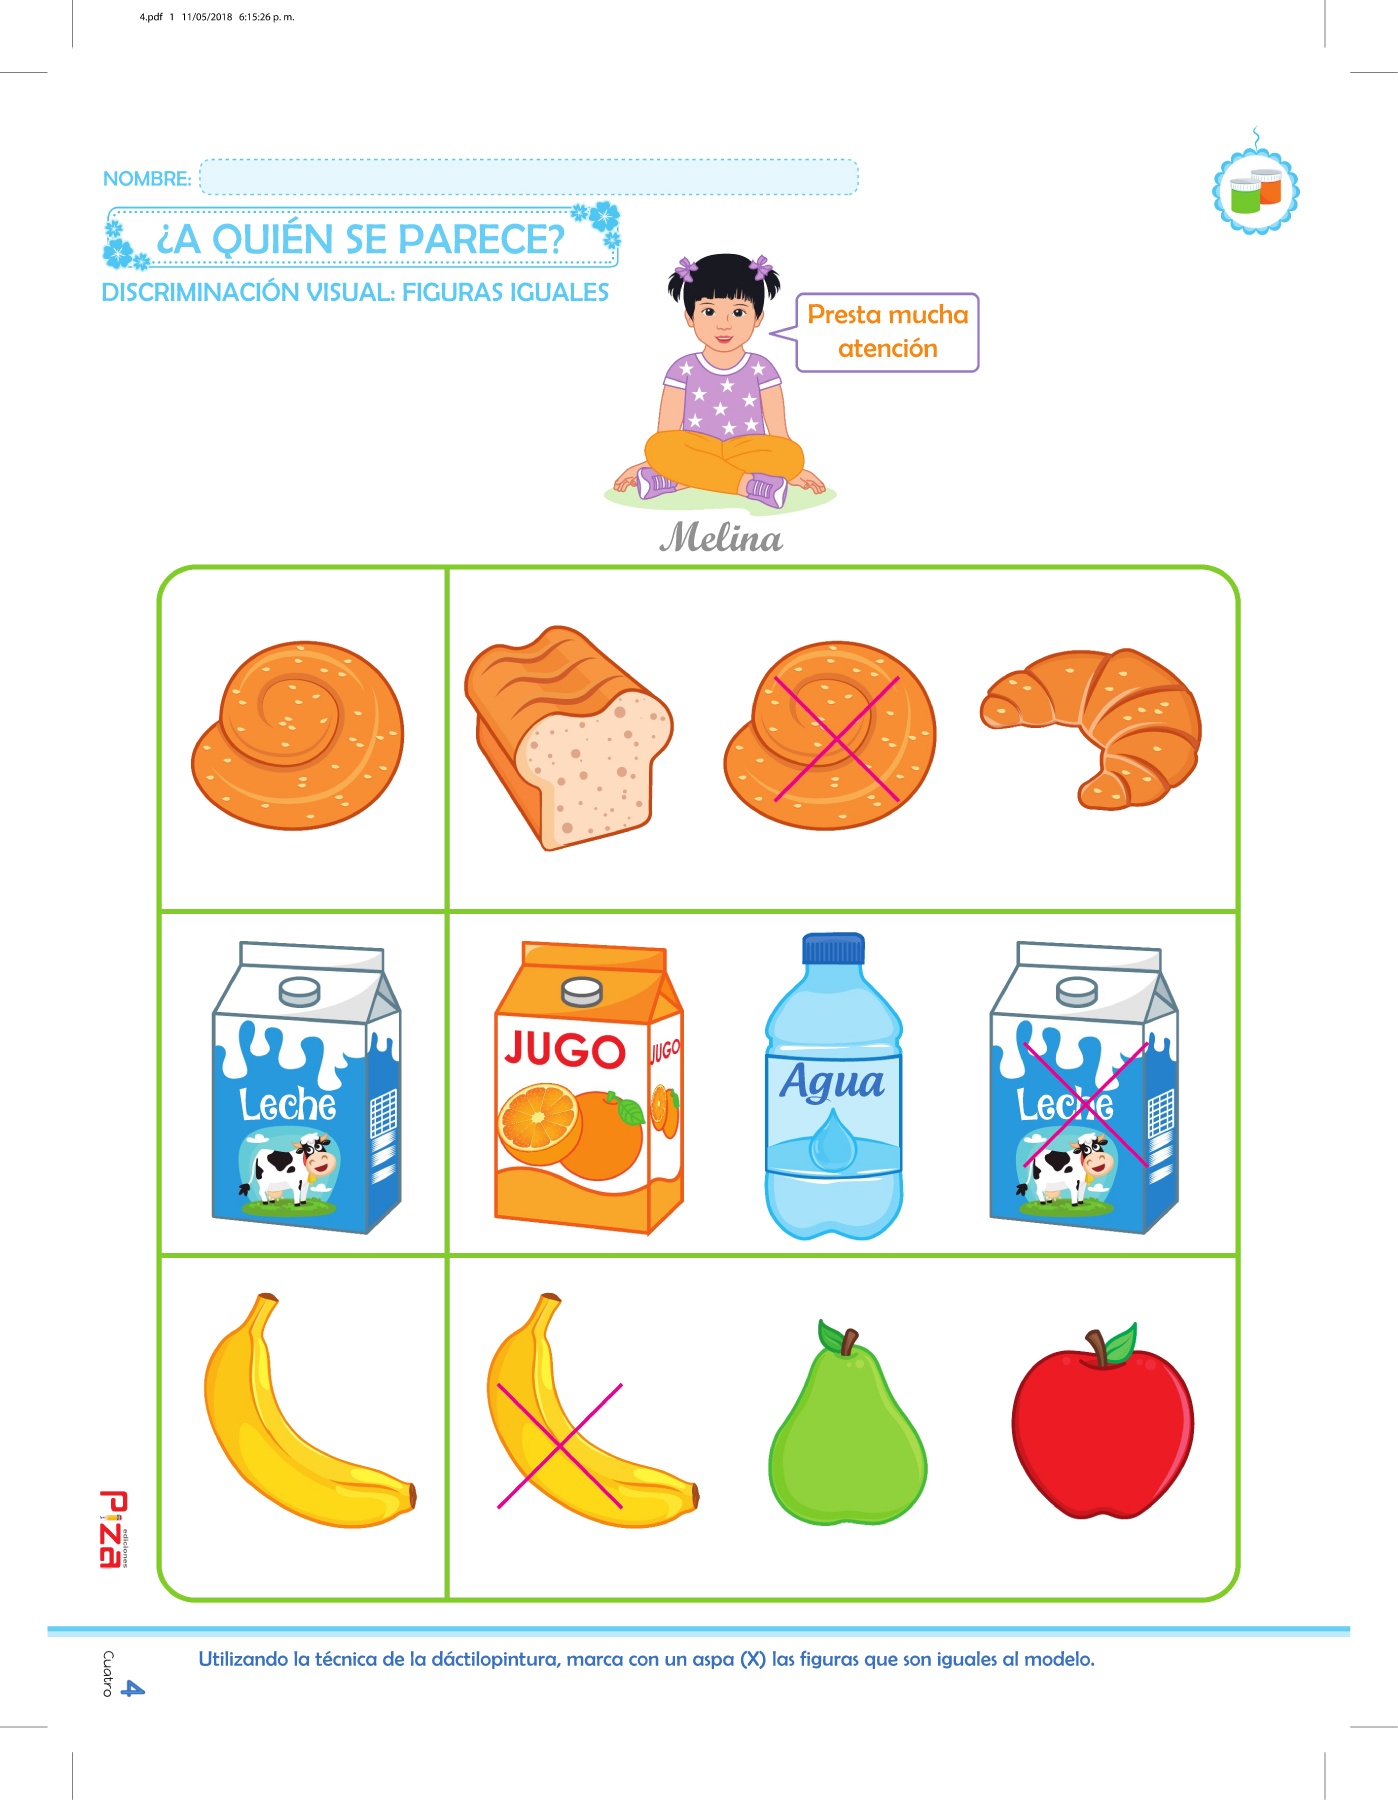 4.pdf 1 11/05/2018 6:15:26 p. m.
NOMBRE:
¿A QUIÉN SE PARECE?
DISCRIMINACIÓN VISUAL: FIGURAS IGUALES
Presta mucha
atención
Melina
Leche
JUGO
JUGO
Agua
Leche
Piza
ediciones
Utilizando la técnica de la dáctilopintura, marca con un aspa (X) las figuras que son iguales al modelo.
Cuatro
4